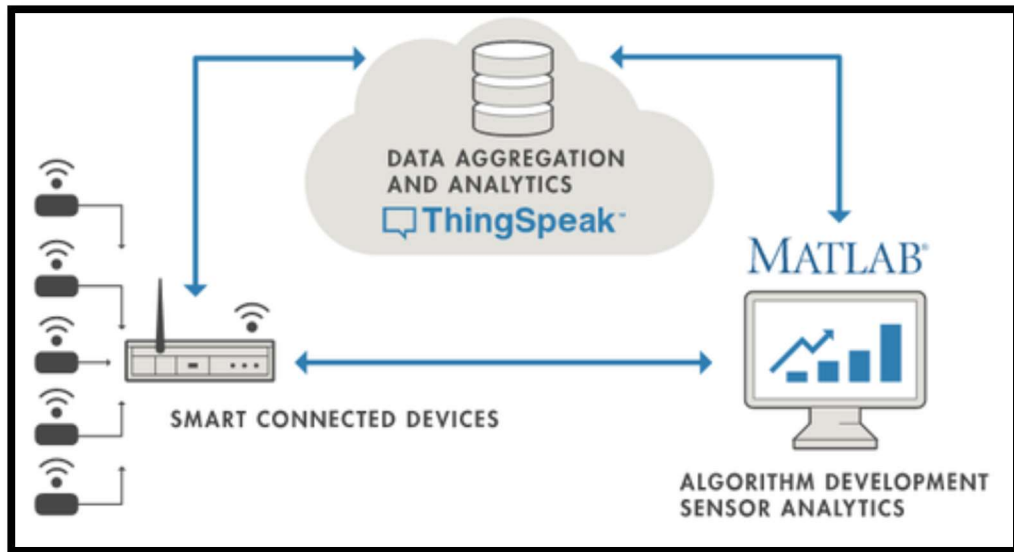 DATA AGGREGATION
AND ANALYTICS
ThingSpeak™
MATLAB®
SMART CONNECTED DEVICES
ALGORITHM DEVELOPMENT
SENSOR ANALYTICS